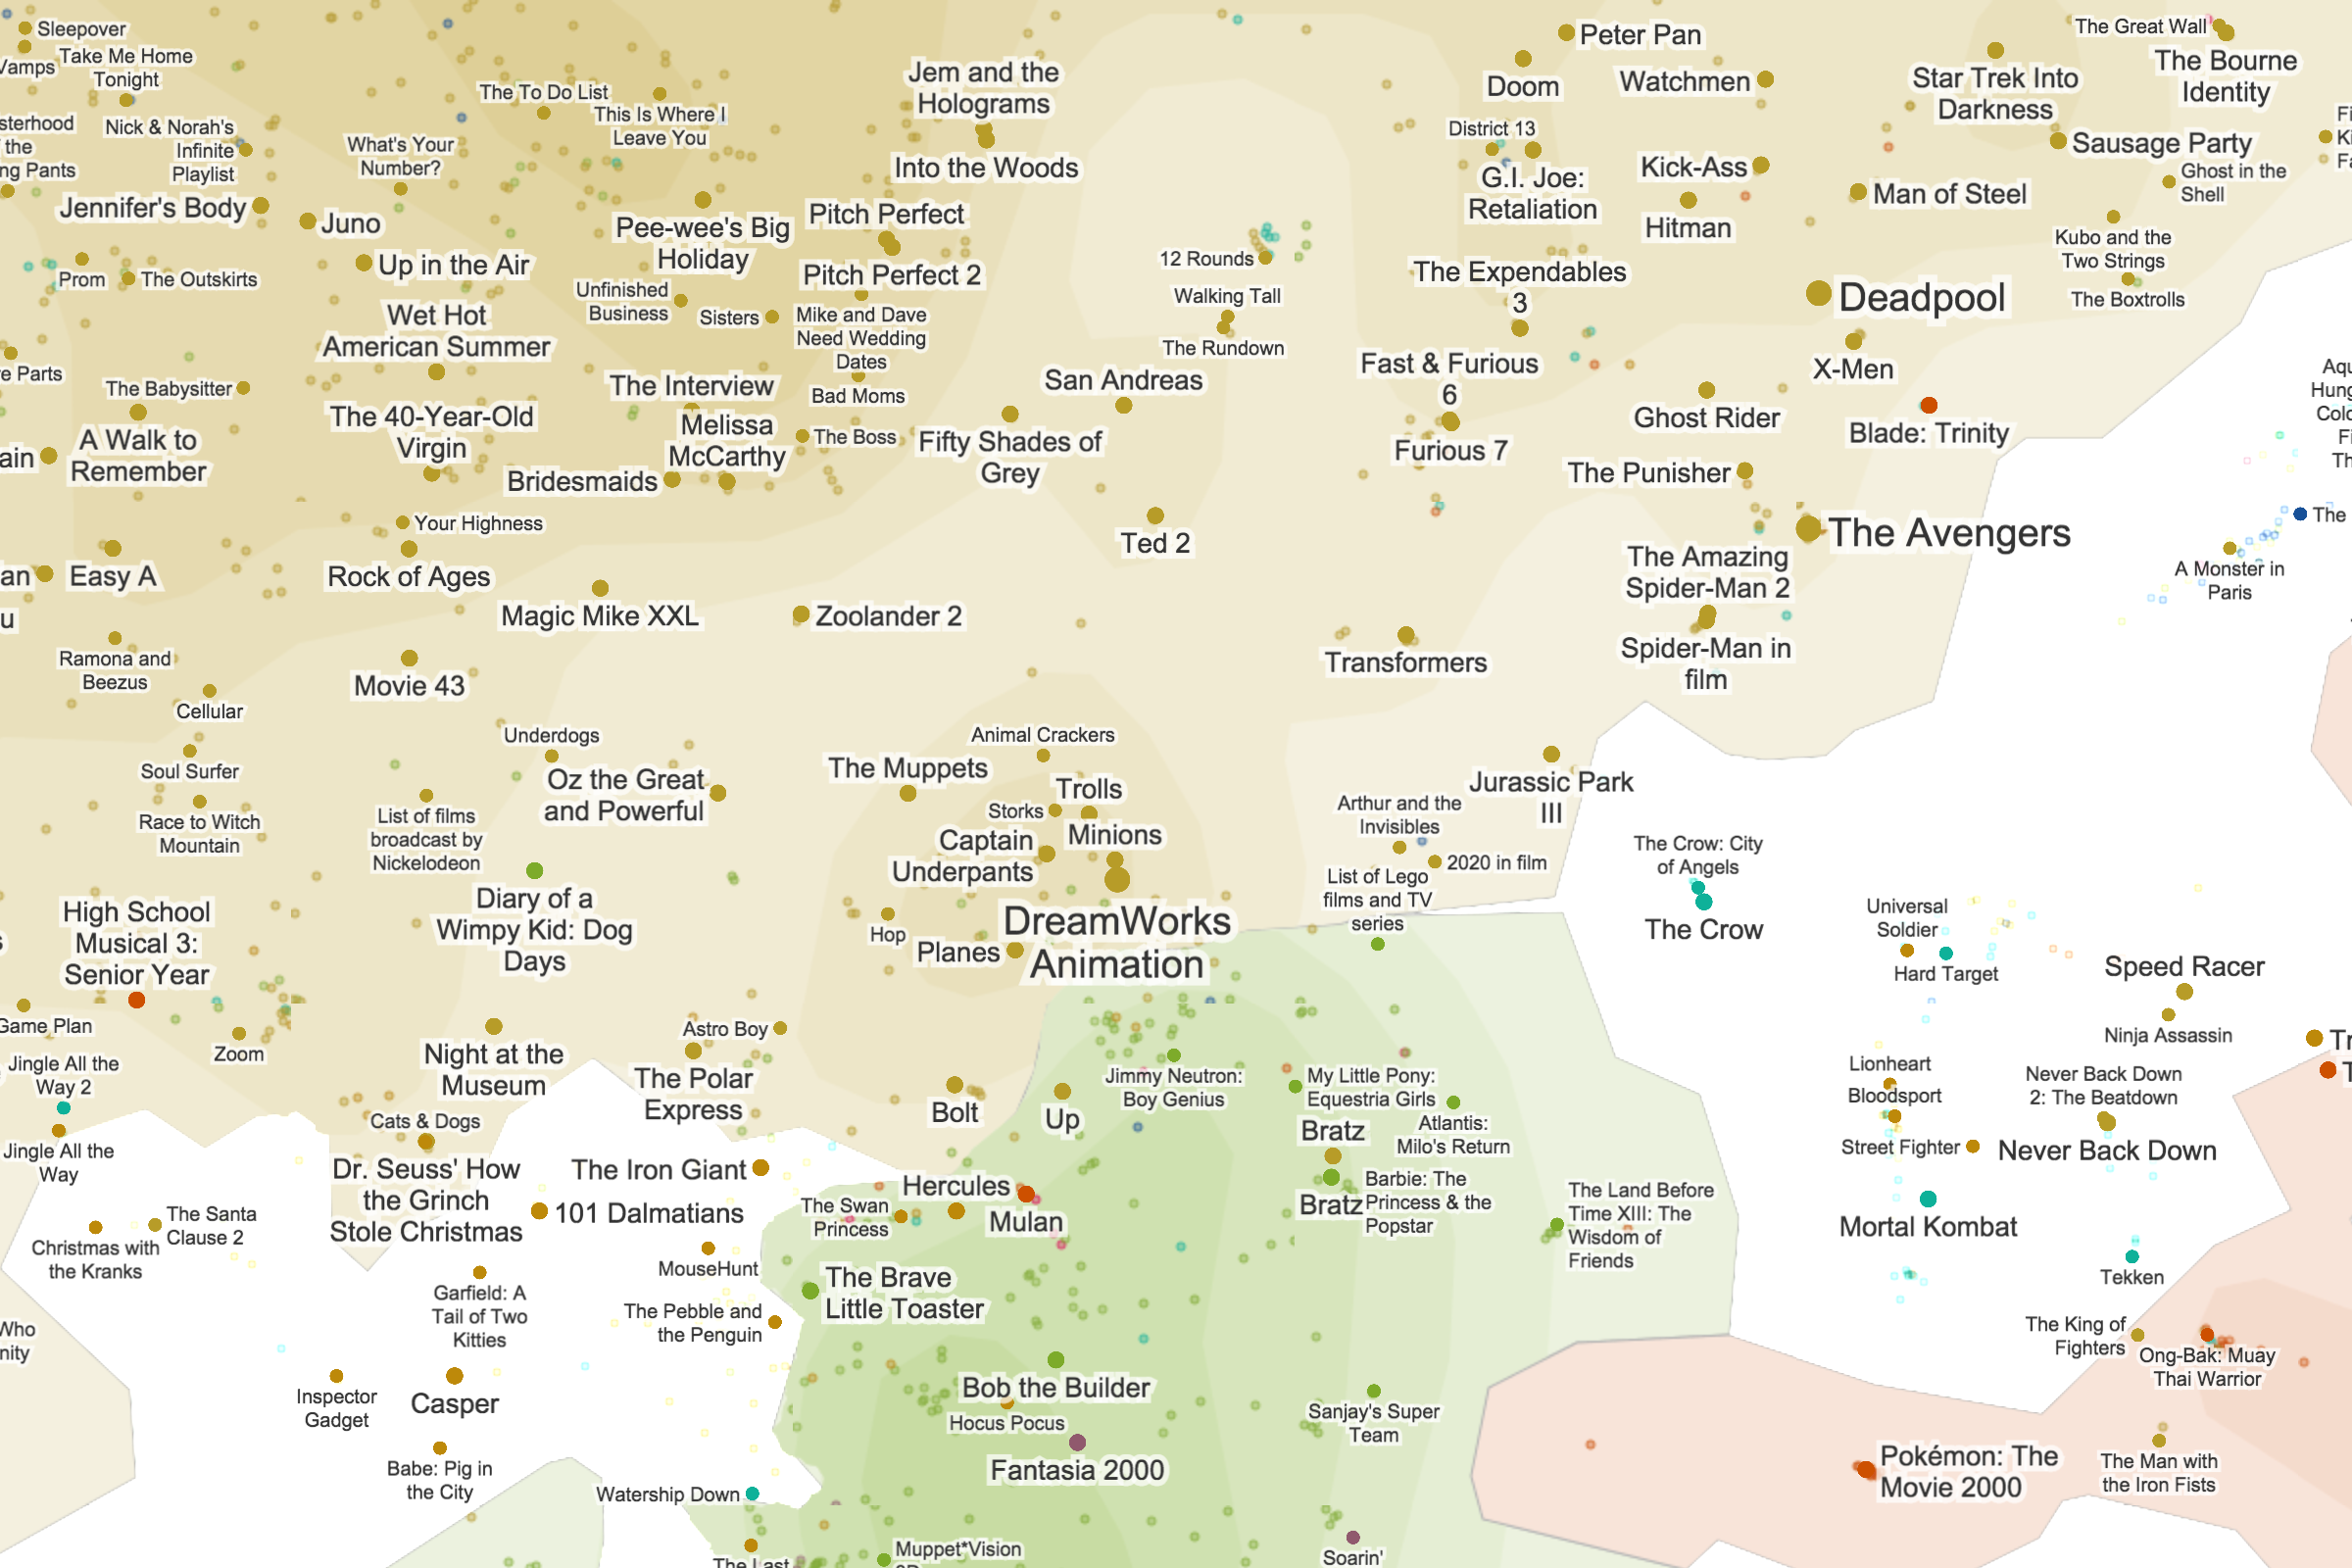 Sleepover
Vamps
Take Me Home
Tonight
sterhood
the
ng Pants
Nick & Norah's
Infinite
Playlist
The To Do List
This Is Where I
Leave You
What's Your
Number?
Jennifer's Body
Juno
Up in the Air
Prom
The Outskirts
Wet Hot
American Summer
Pee-wee's Big
Holiday
Unfinished
Business
Sisters
Jem and the
Holograms
Into the Woods
Pitch Perfect
Pitch Perfect 2
Mike and Dave
Need Wedding
Dates
Bad Moms
The Interview
Melissa
McCarthy
The Boss
Bridesmaids
re Parts
The Babysitter
A Walk to
Remember
ain
The 40-Year-Old
Virgin
Your Highness
Rock of Ages
an
Easy A
u
Magic Mike XXL
Zoolander 2
Ramona and
Beezus
Movie 43
Cellular
Soul Surfer
Race to Witch
Mountain
12 Rounds
Walking Tall
The Rundown
San Andreas
Fifty Shades of
Grey
Ted 2
Peter Pan
Doom
Watchmen
District 13
G.I. Joe:
Retaliation
Kick-Ass
Hitman
The Expendables
3
Fast & Furious
6
Furious 7
Ghost Rider
The Punisher
Star Trek Into
Darkness
The Great Wall
The Bourne
Identity
Sausage Party
Ghost in the
Shell
Man of Steel
Kubo and the
Two Strings
The Boxtrolls
Fi
Ki
Fa
Deadpool
X-Men
Blade: Trinity
Aqu
Hung
Colo
Fi
Th
The
The Avengers
A Monster in
Paris
The Amazing
Spider-Man 2
Spider-Man in
film
Transformers
Underdogs
Oz the Great
and Powerful
List of films
broadcast by
Nickelodeon
Diary of a
Wimpy Kid: Dog
Days
High School
Musical 3:
Senior Year
s
Game Plan
Zoom
Jingle All the
Way 2
Jingle All the
Way
Night at the
Museum
Astro Boy
The Polar
Express
The Muppets
Animal Crackers
Trolls
Storks
Minions
Captain
Underpants
Hop
DreamWorks
Animation
Planes
Bolt
Up
Jurassic Park
III
Arthur and the
Invisibles
2020 in film
List of Lego
films and TV
series
The Crow: City
of Angels
The Crow
Universal
Soldier
Hard Target
Speed Racer
Ninja Assassin
Tr
T
Lionheart
Bloodsport
Street Fighter
Never Back Down
2: The Beatdown
Never Back Down
Mortal Kombat
Tekken
The King of
Fighters
Ong-Bak: Muay
Thai Warrior
The Man with
the Iron Fists
Pokémon: The
Movie 2000
Jimmy Neutron:
Boy Genius
My Little Pony:
Equestria Girls
Atlantis:
Milo's Return
Bratz
Bratz
Barbie: The
Princess & the
Popstar
The Land Before
Time XIII: The
Wisdom of
Friends
Cats & Dogs
Dr. Seuss' How
the Grinch
Stole Christmas
The Iron Giant
101 Dalmatians
Hercules
The Swan
Princess
Mulan
The Santa
Clause 2
Christmas with
the Kranks
MouseHunt
Garfield: A
Tail of Two
Kitties
The Pebble and
the Penguin
The Brave
Little Toaster
Who
nity
Inspector
Gadget
Casper
Babe: Pig in
the City
Bob the Builder
Hocus Pocus
Fantasia 2000
Sanjay's Super
Team
Watership Down
The Last
Muppet*Vision
Soarin'